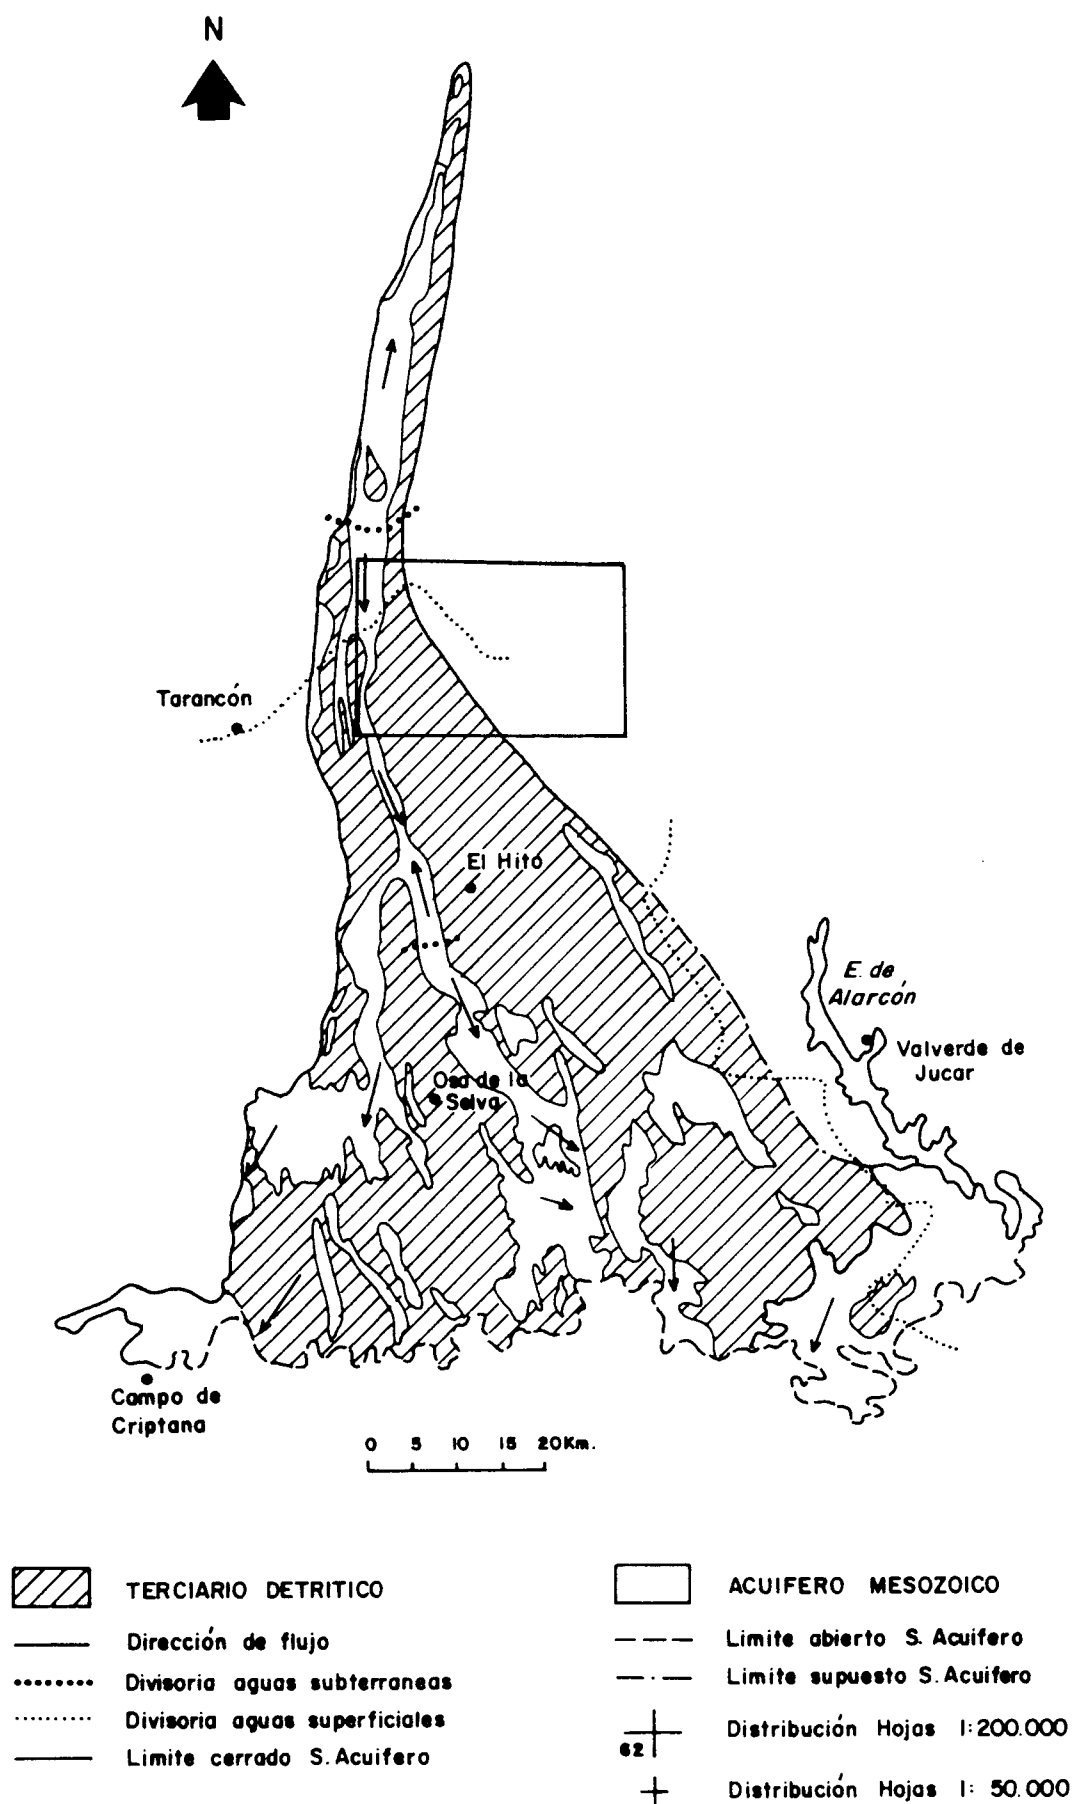 N
Tarancón
El Hito
E. de
Alarcón
Valverde de
Jucar
Osa de la
Selva
Campo de
Criptana
0 5 10 15 20Km.
TERCIARIO DETRITICO
Dirección de flujo
Divisoria aguas subterraneas
Divisoria aguas superficiales
Limite cerrado S. Acuifero
ACUIFERO MESOZOICO
Limite abierto S. Acuifero
Limite supuesto S. Acuifero
62
Distribución Hojas 1:200.000
Distribución Hojas 1: 50.000